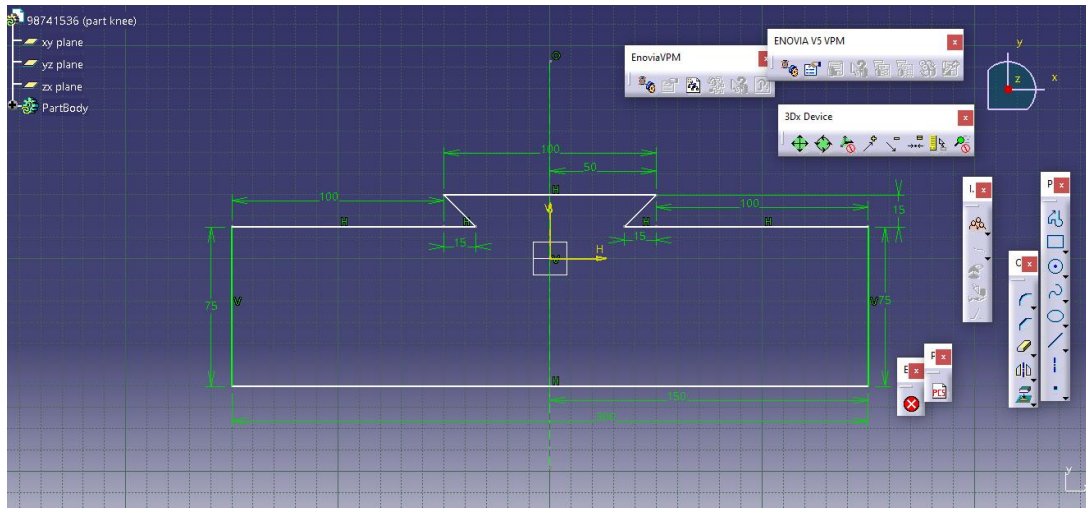 98741536 (part knee)
xy plane
yz plane
zx plane
PartBody
EnoviaVPM
x
ENOVIA V5 VPM
x
3Dx Device
x
y
z
x
100
50
H
100
100
15
V
H
H
H
H
15
15
H
75
V
V
75
H
150
300
I.
x
P
x
C
x
E
x
P
x
PCS
y